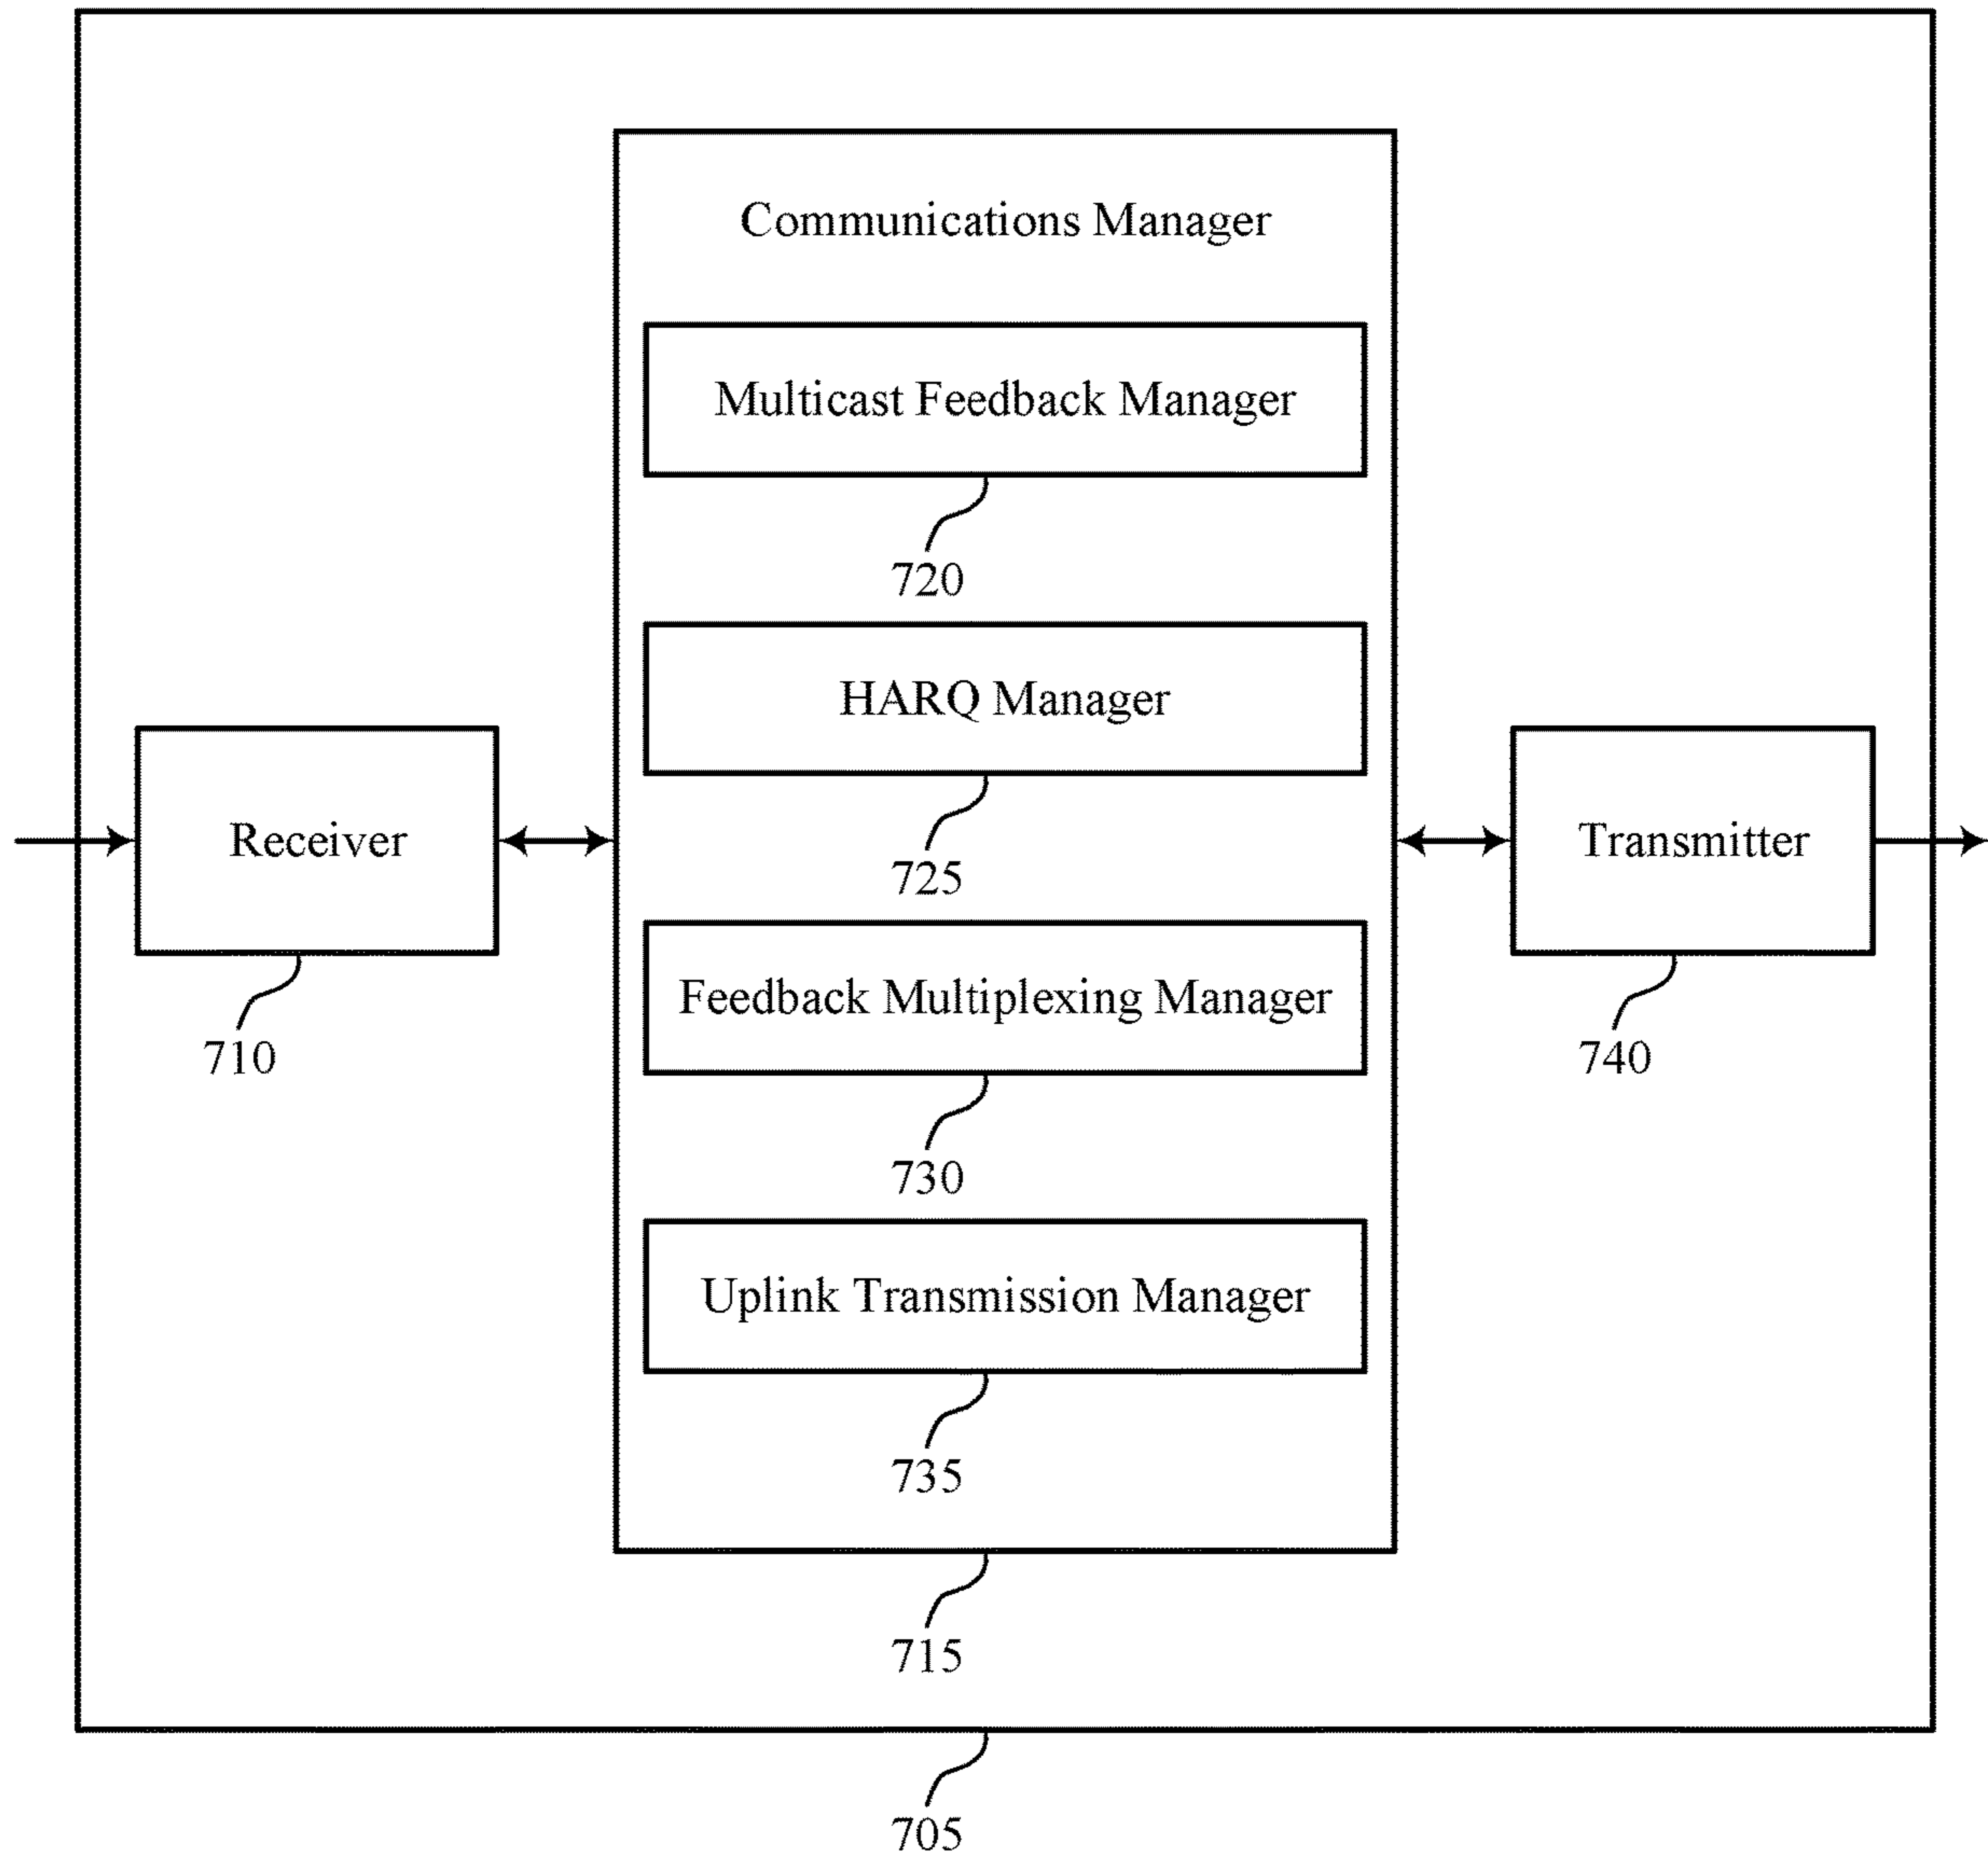 Communications Manager
Multicast Feedback Manager
720
HARQ Manager
725
Receiver
710
Transmitter
740
Feedback Multiplexing Manager
730
Uplink Transmission Manager
735
715
705